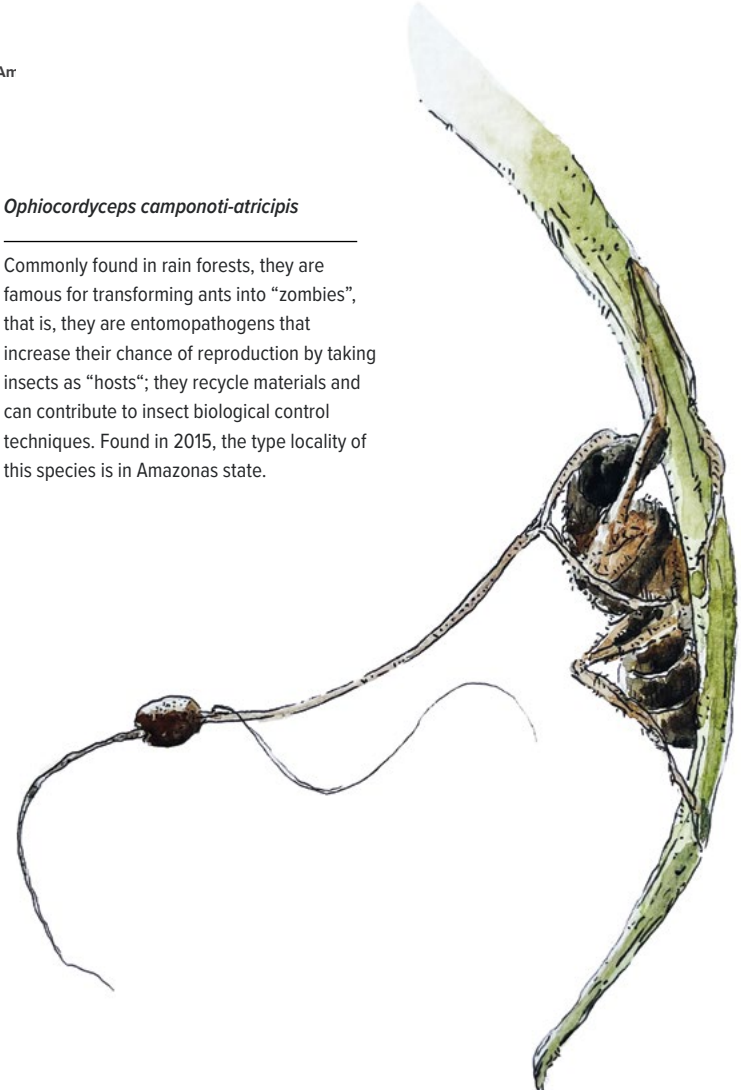 Am
Ophiocordyceps camponoti-atricipis
Commonly found in rain forests, they are
famous for transforming ants into “zombies”,
that is, they are entomopathogens that
increase their chance of reproduction by taking
insects as “hosts“; they recycle materials and
can contribute to insect biological control
techniques. Found in 2015, the type locality of
this species is in Amazonas state.